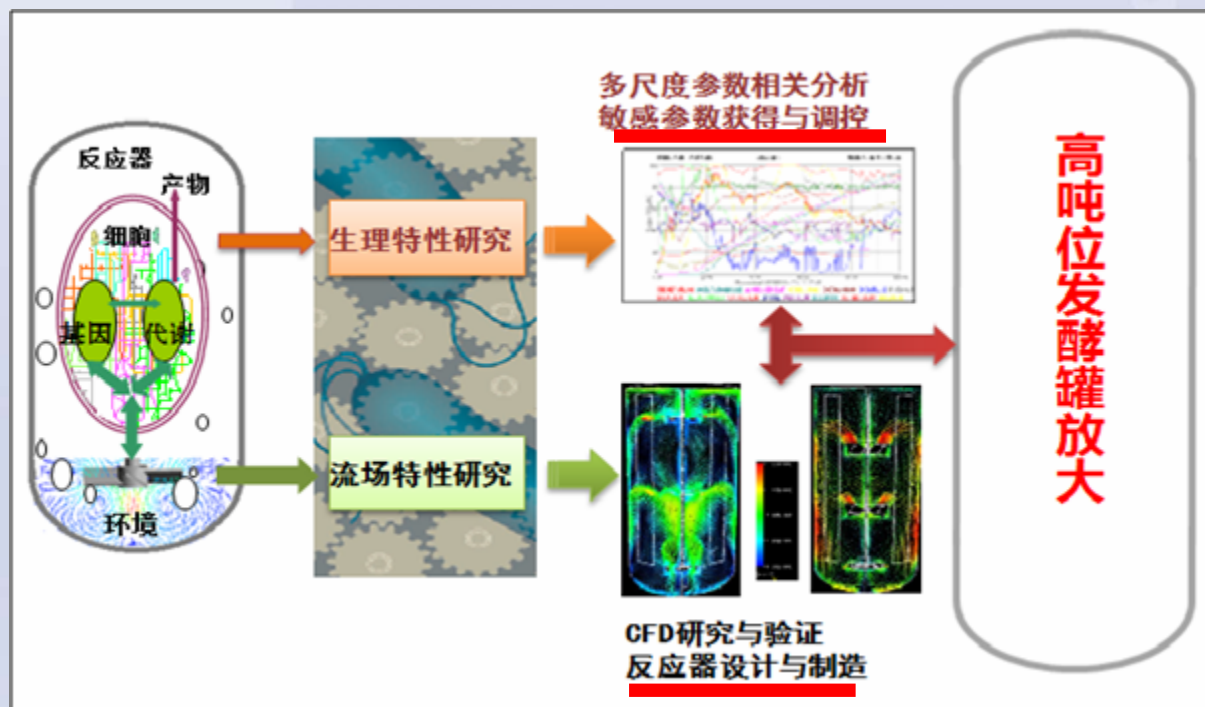 反应器
产物
细胞
基因
代谢
环境
生理特性研究
流场特性研究
多尺度参数相关分析
敏感参数获得与调控
CFD研究与验证
反应器设计与制造
高吨位发酵罐放大